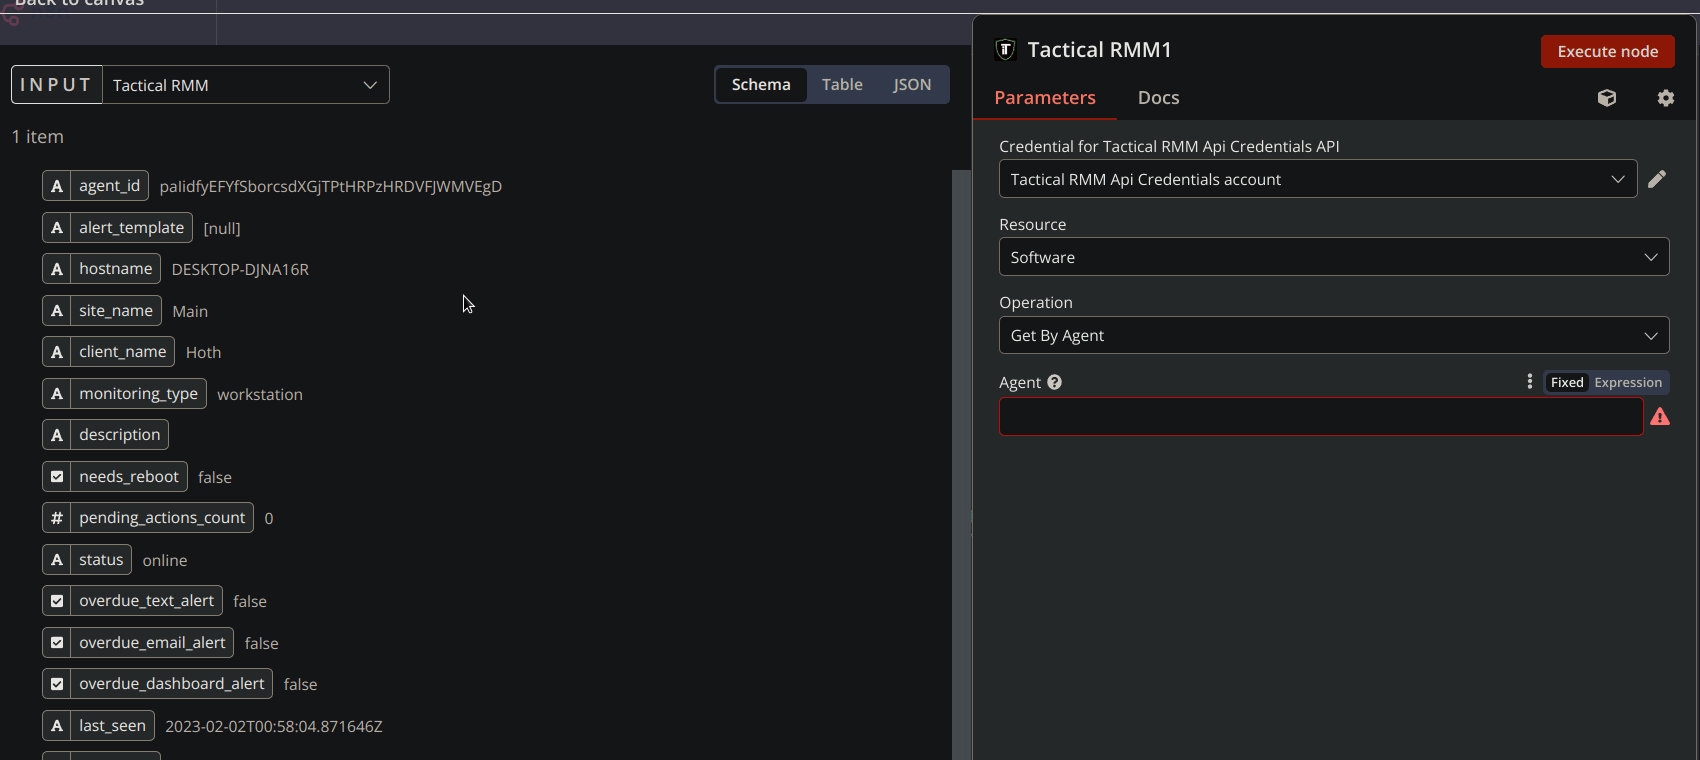 Back to canvas
INPUT Tactical RMM
Schema Table JSON
1 item
A agent_id palidfyEFYfSborcsdXGjTPtHRPzHRDVFJWMVEgD
A alert_template [null]
A hostname DESKTOP-DJNA16R
A site_name Main
A client_name Hoth
A monitoring_type workstation
A description
needs_reboot false
# pending_actions_count 0
A status online
overdue_text_alert false
overdue_email_alert false
overdue_dashboard_alert false
A last_seen 2023-02-02T00:58:04.871646Z
Tactical RMM1
Execute node
Parameters Docs
Credential for Tactical RMM Api Credentials API
Tactical RMM Api Credentials account
Resource
Software
Operation
Get By Agent
Agent
Fixed Expression